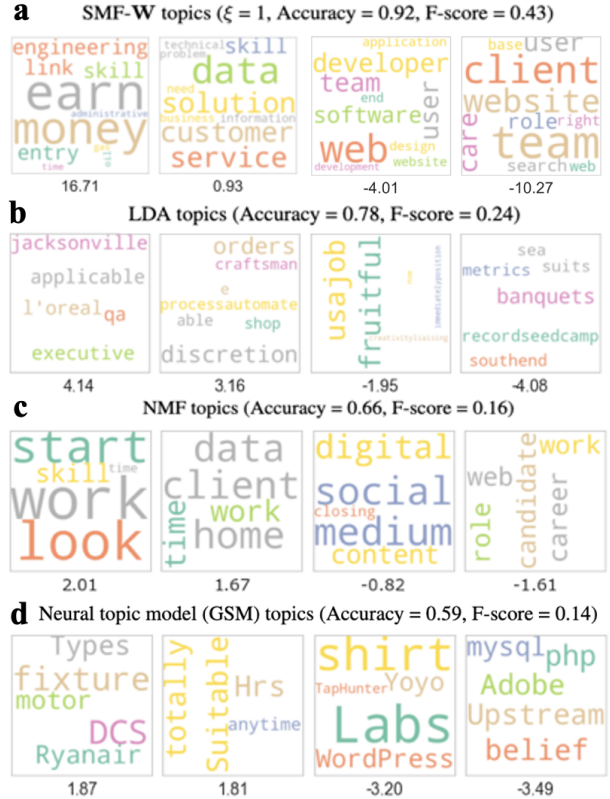 a SMF-W topics (ξ = 1, Accuracy = 0.92, F-score = 0.43)
engineering
link skill
earn
administrative
money
entry
gas
oil
time
technical skill
problem
data
need
solution
business information
customer
service
application
developer
team
end
software
user
web
design
website
development
base user
client
website
care
role right
team
search web
16.71 0.93 -4.01 -10.27
b LDA topics (Accuracy = 0.78, F-score = 0.24)
jacksonville
applicable
l'oreal qa
executive
orders
craftsman
e
processautomate
able shop
discretion
usajob
fruitful
immediateapposition
creativityliaising
sea
metrics suits
banquets
recordseedcamp
southend
4.14 3.16 -1.95 -4.08
c NMF topics (Accuracy = 0.66, F-score = 0.16)
start
skill time
work
look
data
client
time
work
home
digital
social
closing
medium
content
work
web
candidate
role
career
2.01 1.67 -0.82 -1.61
d Neural topic model (GSM) topics (Accuracy = 0.59, F-score = 0.14)
Types
fixture
motor
DCS
Ryanair
totally
Suitable
Hrs
anytime
shirt
TapHunter Yoyo
Labs
WordPress
mysql php
Adobe
Upstream
belief
1.87 1.81 -3.20 -3.49